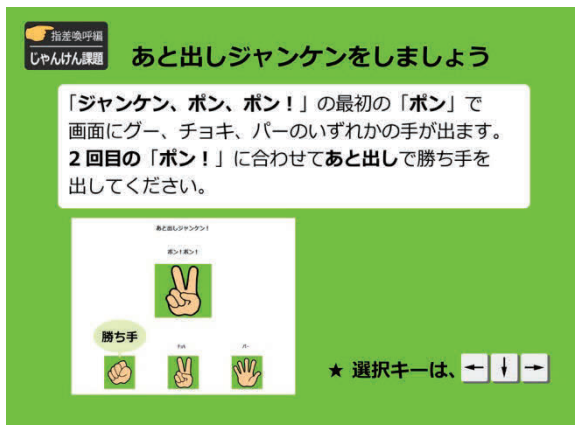 指差喚呼編
じゃんけん課題
あと出しジャンケンをしましょう
「ジャンケン、ポン、ポン！」の最初の「ポン」で
画面にグー、チョキ、パーのいずれかの手が出ます。
2回目の「ポン！」に合わせてあと出しで勝ち手を
出してください。
あと出しジャンケン！
ポン！ポン！
勝ち手
チョキ
パー
★ 選択キーは、← ↓ →